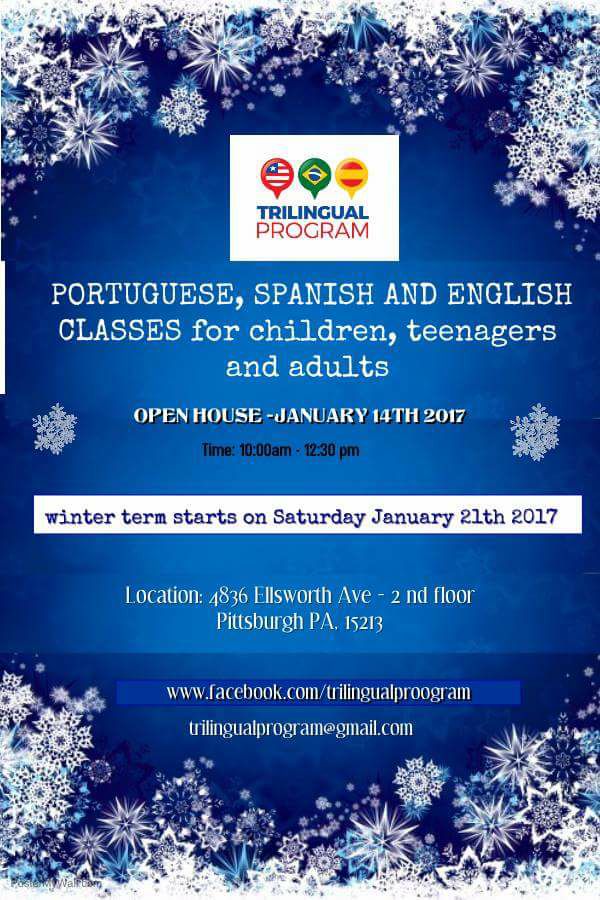 TRILINGUAL
PROGRAM
PORTUGUESE, SPANISH AND ENGLISH
CLASSES for children, teenagers
and adults
OPEN HOUSE -JANUARY 14TH 2017
Time: 10:00am - 12:30 pm
winter term starts on Saturday January 21th 2017
Location: 4836 Ellsworth Ave - 2 nd floor
Pittsburgh PA, 15213
www.facebook.com/trilingualproogram
trilingualprogram@gmail.com
PosterMyWall.com